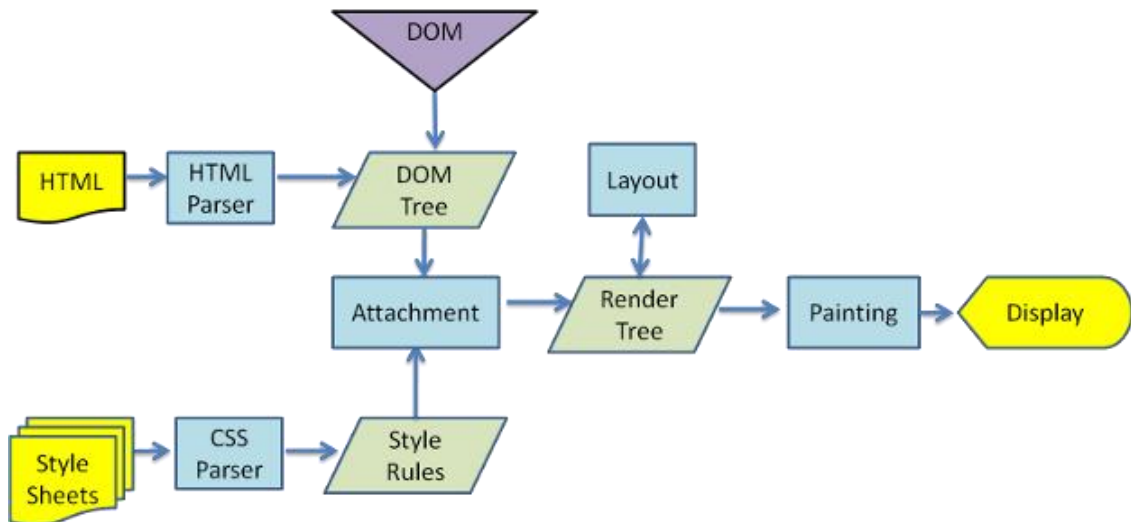 DOM
HTML
HTML
Parser
DOM
Tree
Layout
Attachment
Render
Tree
Painting
Display
Style
Sheets
CSS
Parser
Style
Rules